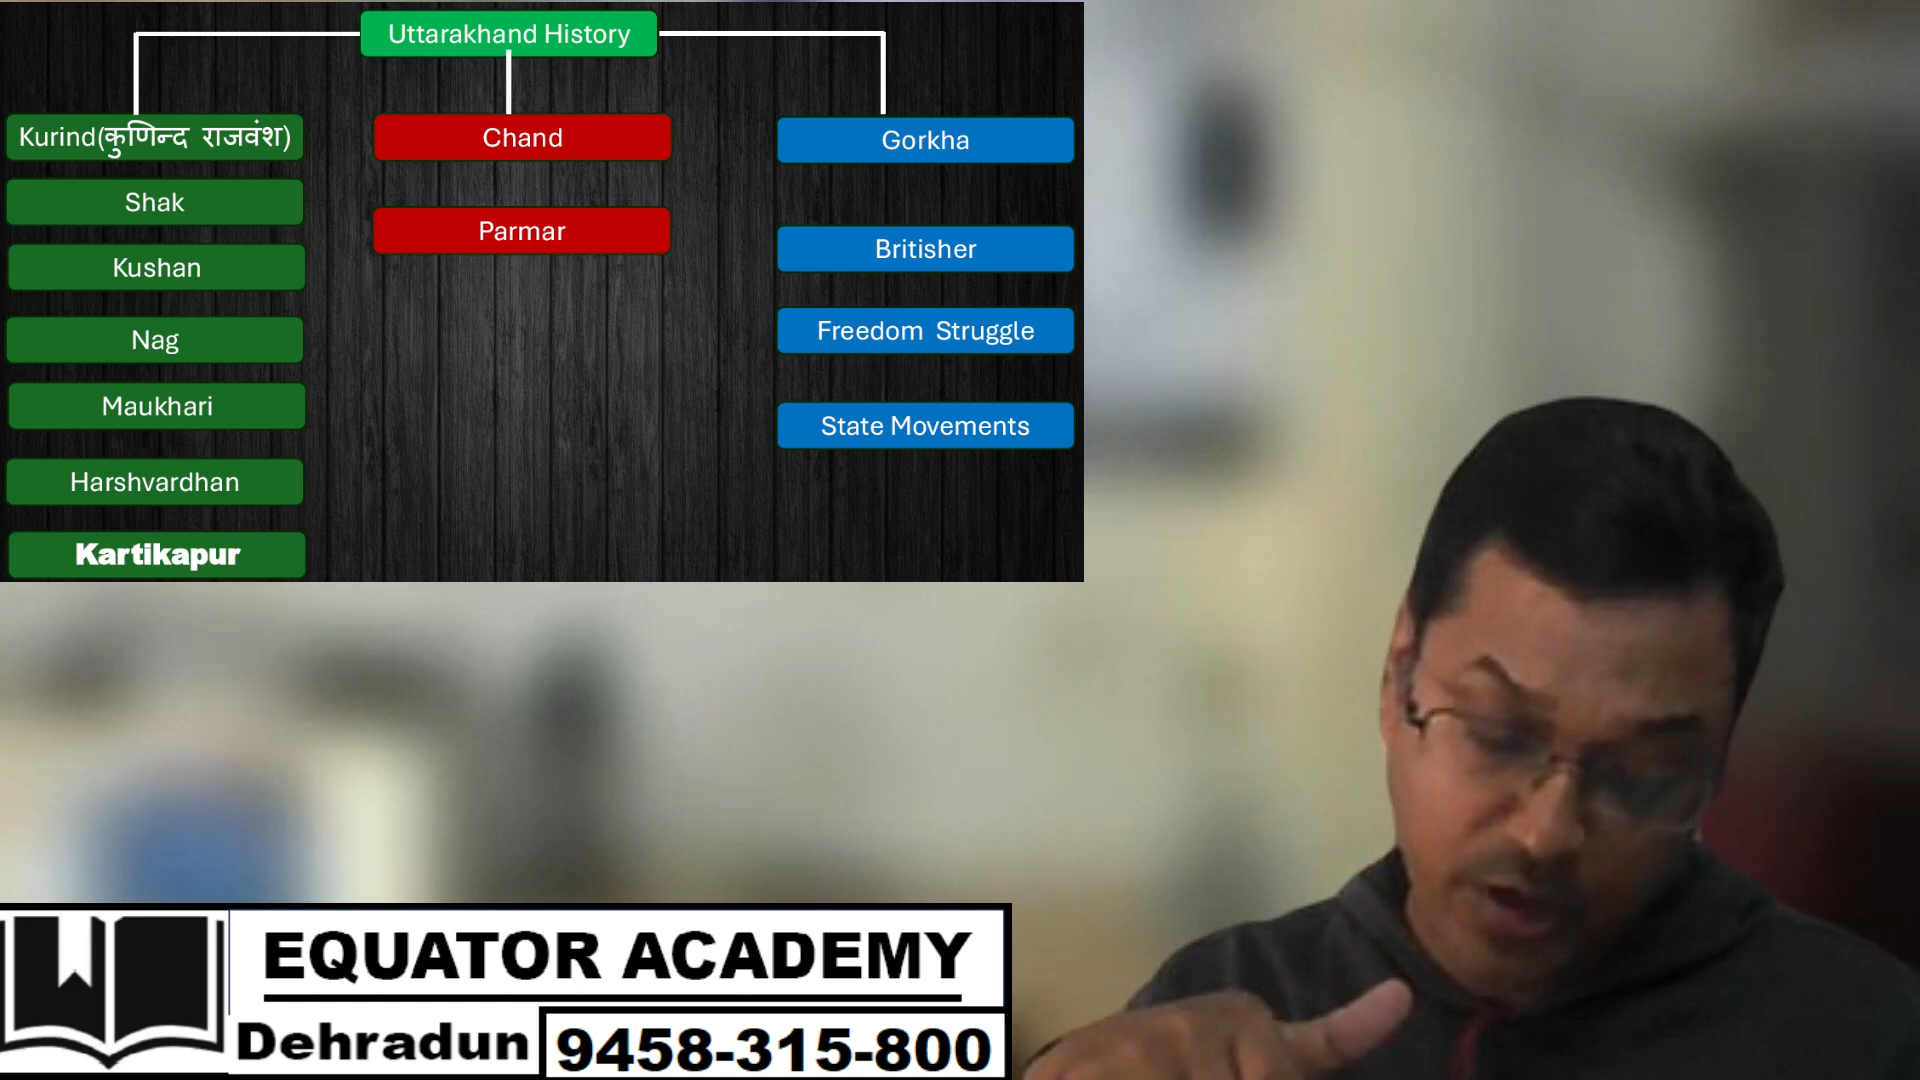 Uttarakhand History
Kurind(कुणिन्द राजवंश)
Shak
Kushan
Nag
Maukhari
Harshvardhan
Kartikapur
Chand
Parmar
Gorkha
Britisher
Freedom Struggle
State Movements
EQUATOR ACADEMY
Dehradun
9458-315-800